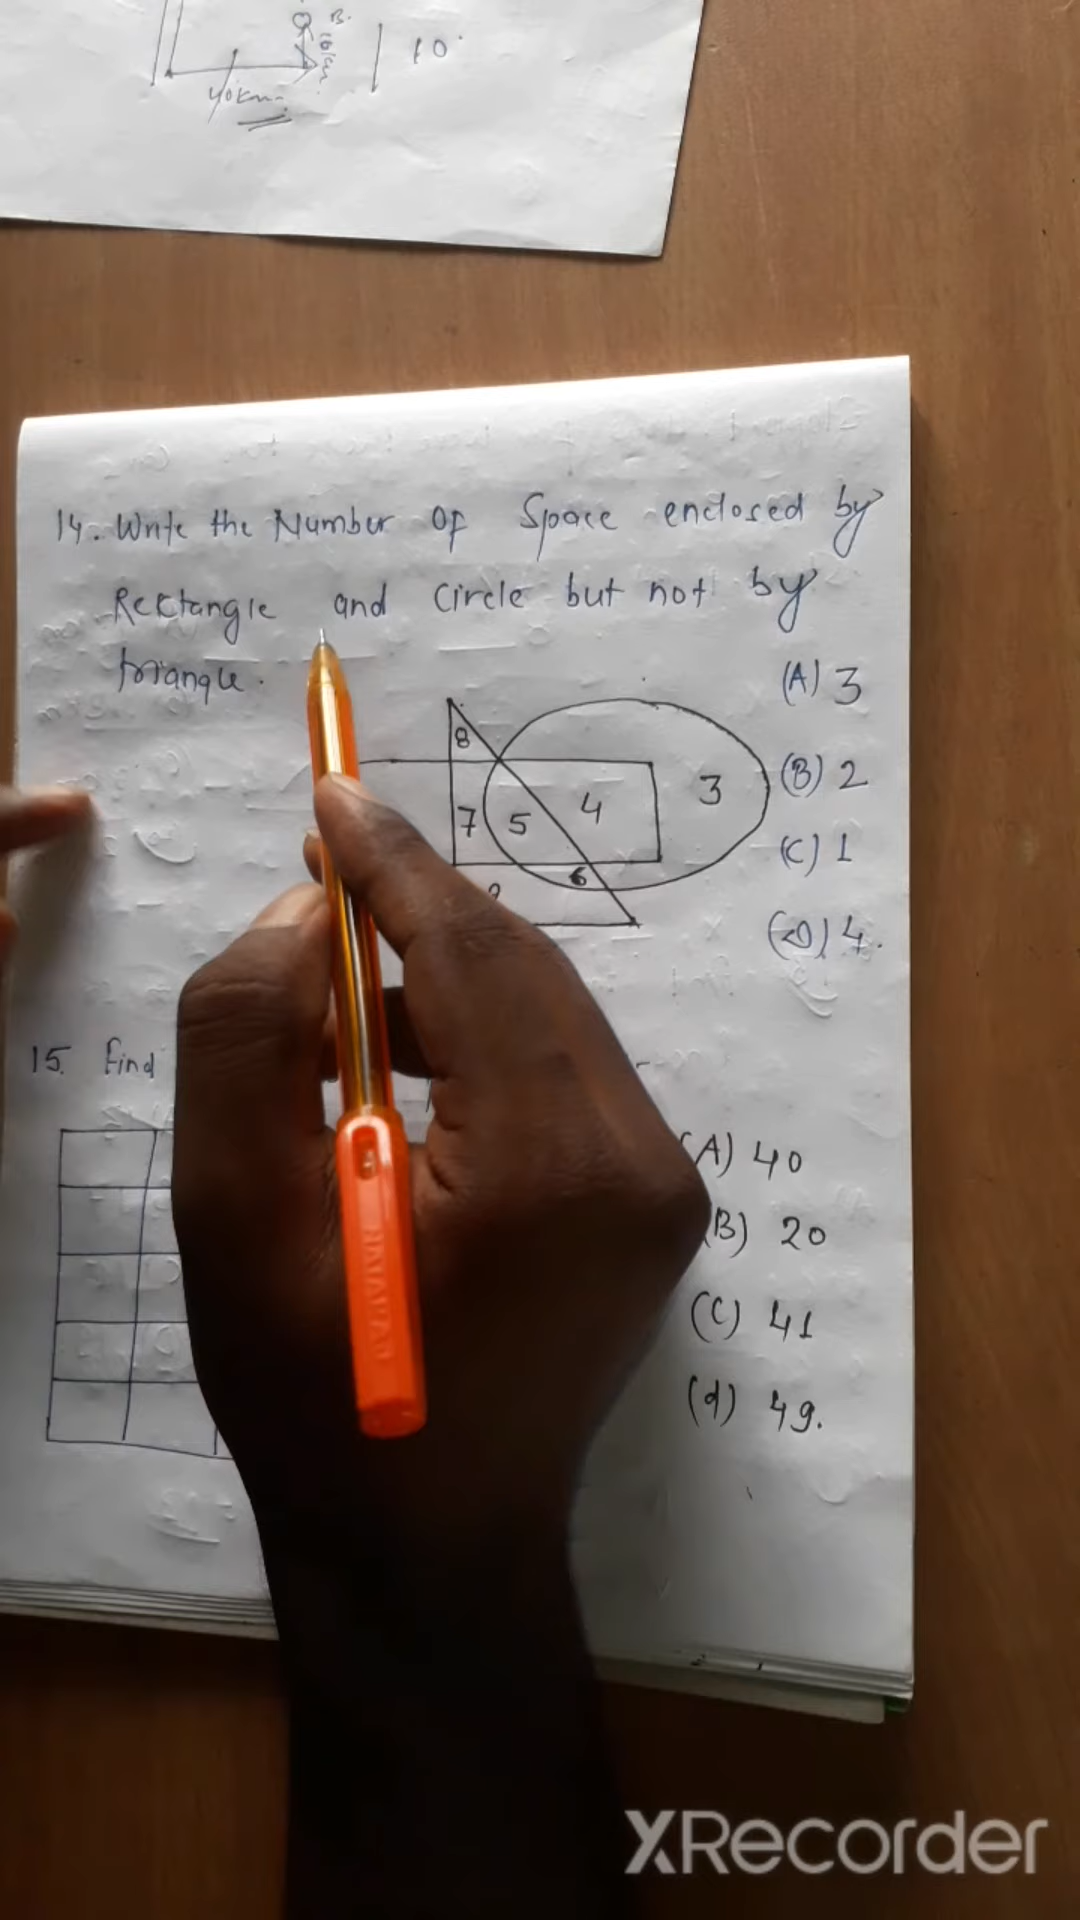 B.
10km
40km
10
14. Write the Number Of Space enclosed by
Rectangle and Circle but not by
triangle.
(A) 3
8
3
(B) 2
4
7
5
(C) 1
6
(D) 4.
15. Find
(A) 40
(B) 20
(C) 41
(d) 49.
XRecorder